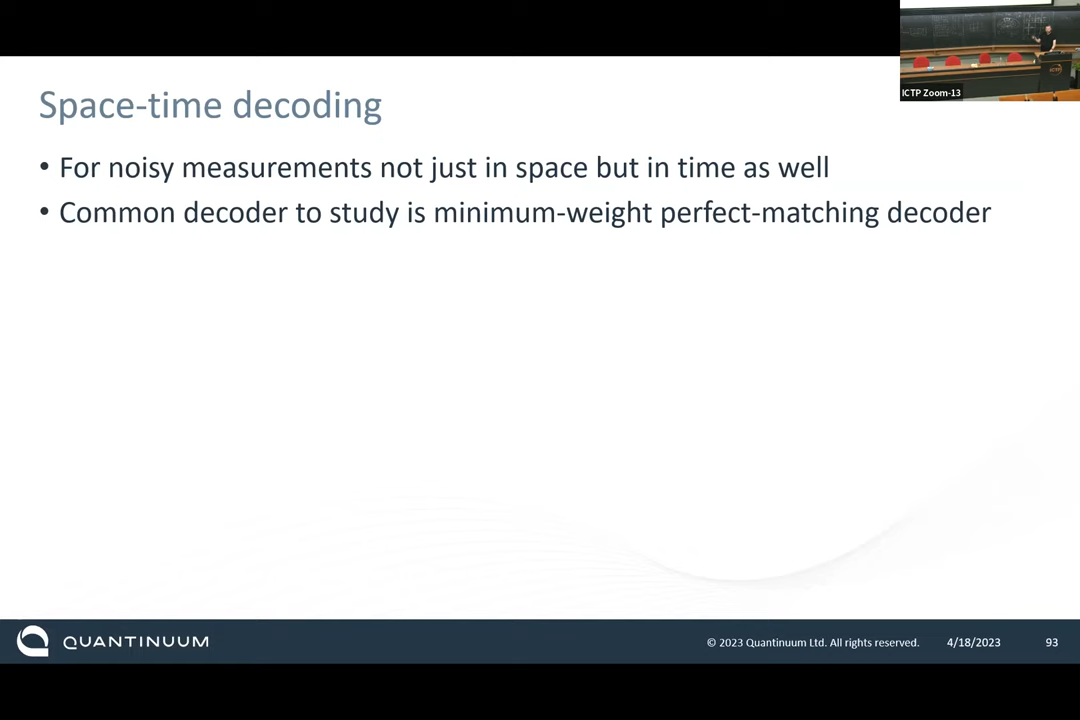 ICTP Zoom-13
Space-time decoding
• For noisy measurements not just in space but in time as well
• Common decoder to study is minimum-weight perfect-matching decoder
QUANTINUUM
© 2023 Quantinuum Ltd. All rights reserved.
4/18/2023
93